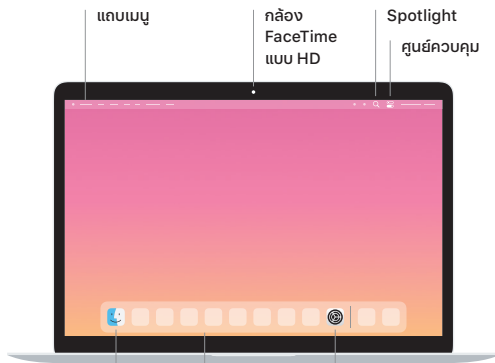 แถบเมนู
กล้อง
FaceTime
แบบ HD
Spotlight
ศูนย์ควบคุม